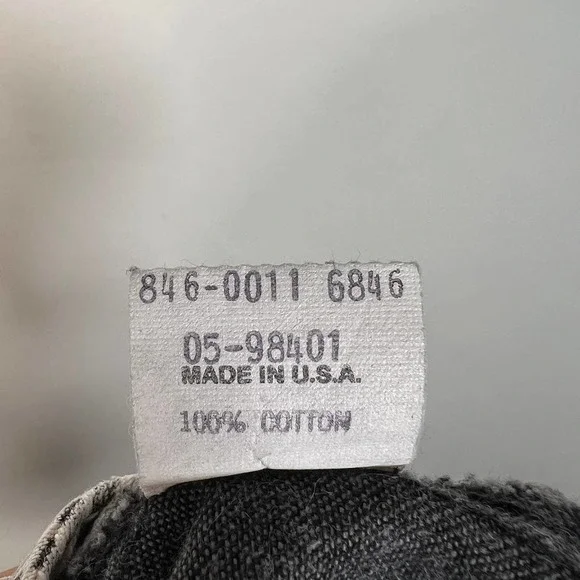 846-0011 6846
05-98401
MADE IN U.S.A.
100% COTTON